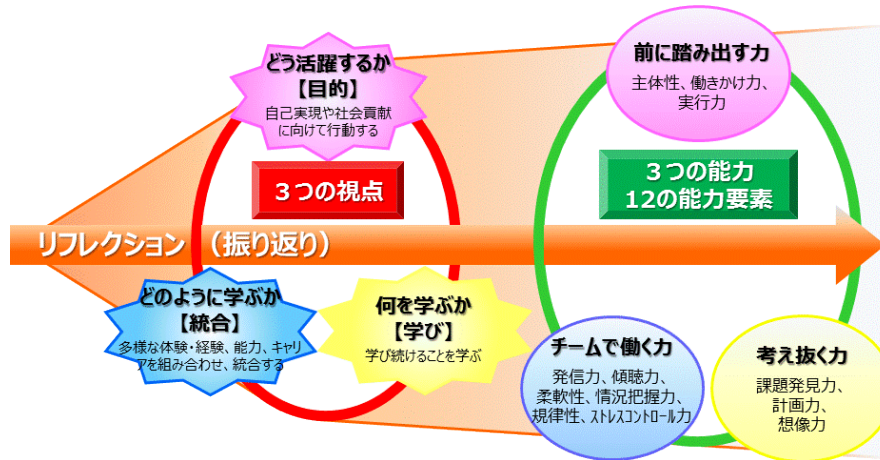 どう活躍するか
【目的】
自己実現や社会貢献
に向けて行動する
3つの視点
リフレクション (振り返り)
どのように学ぶか
【統合】
多様な体験・経験、能力、キャリ
アを組み合わせ、統合する
何を学ぶか
【学び】
学び続けることを学ぶ
前に踏み出す力
主体性、働きかけ力、
実行力
3つの能力
12の能力要素
チームで働く力
発信力、傾聴力、
柔軟性、情況把握力、
規律性、ストレスコントロール力
考え抜く力
課題発見力、
計画力、
想像力